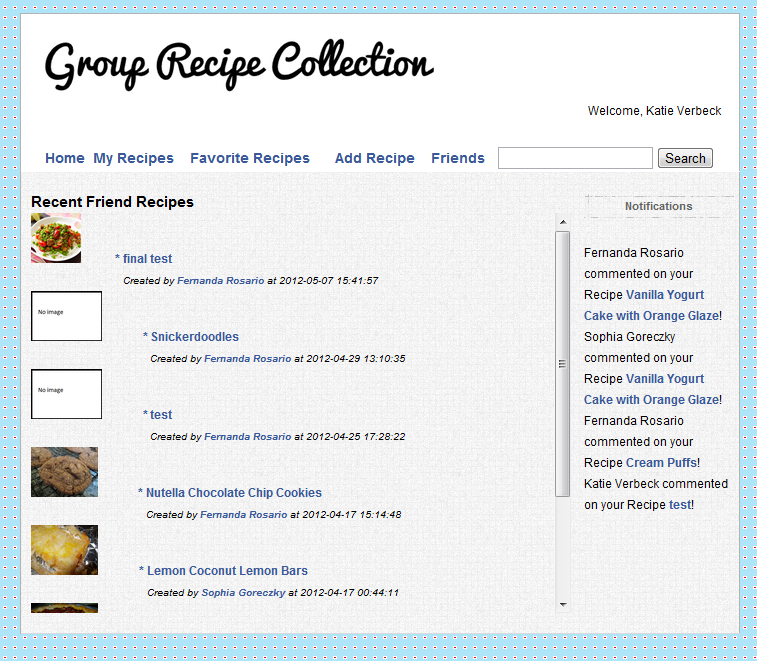 Group Recipe Collection
Welcome, Katie Verbeck
Home My Recipes Favorite Recipes Add Recipe Friends Search
Recent Friend Recipes
* final test
Created by Fernanda Rosario at 2012-05-07 15:41:57
No image
* Snickerdoodles
Created by Fernanda Rosario at 2012-04-29 13:10:35
No image
* test
Created by Fernanda Rosario at 2012-04-25 17:28:22
* Nutella Chocolate Chip Cookies
Created by Fernanda Rosario at 2012-04-17 15:14:48
* Lemon Coconut Lemon Bars
Created by Sophia Goreczky at 2012-04-17 00:44:11
Notifications
Fernanda Rosario
commented on your
Recipe Vanilla Yogurt
Cake with Orange Glaze!
Sophia Goreczky
commented on your
Recipe Vanilla Yogurt
Cake with Orange Glaze!
Fernanda Rosario
commented on your
Recipe Cream Puffs!
Katie Verbeck commented
on your Recipe test!